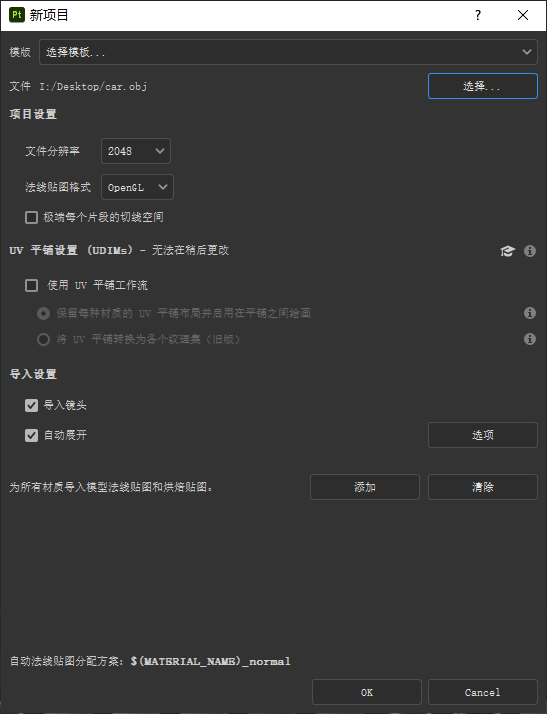 Pt 新项目
模版 选择模板...
文件 I:/Desktop/car.obj 选择...
项目设置
文件分辨率 2048
法线贴图格式 OpenGL
极端每个片段的切线空间
UV 平铺设置 (UDIMs) - 无法在稍后更改
使用 UV 平铺工作流
保留每种材质的 UV 平铺布局并启用在平铺之间绘画
将 UV 平铺转换为各个纹理集(旧版)
导入设置
导入镜头
自动展开 选项
为所有材质导入模型法线贴图和烘焙贴图。 添加 清除
自动法线贴图分配方案: $(MATERIAL_NAME)_normal
OK Cancel